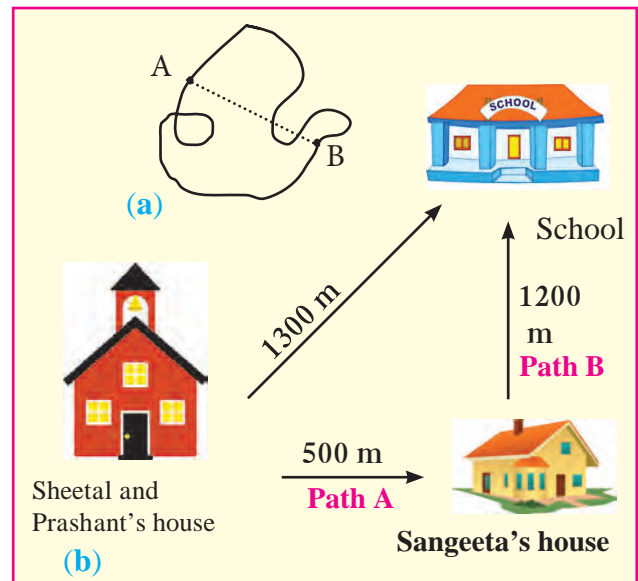 A
B
(a)
SCHOOL
School
1300 m
1200
m
Path B
500 m
Path A
Sheetal and
Prashant's house
(b)
Sangeeta's house